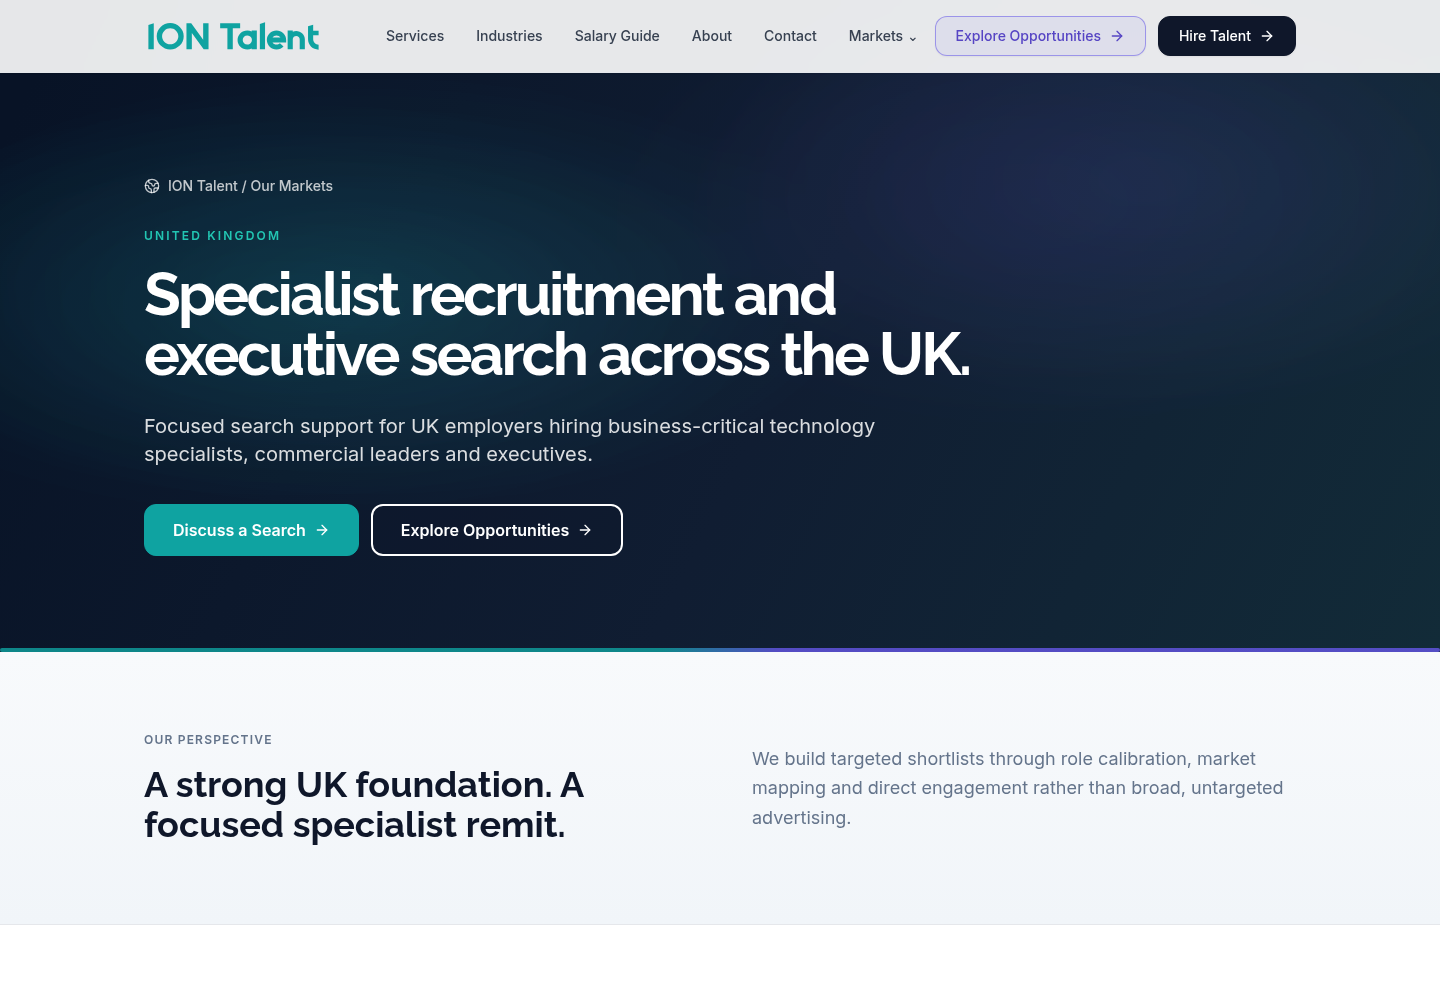 ION Talent
Services
Industries
Salary Guide
About
Contact
Markets
Explore Opportunities
Hire Talent
ION Talent / Our Markets
UNITED KINGDOM
Specialist recruitment and
executive search across the UK.
Focused search support for UK employers hiring business-critical technology
specialists, commercial leaders and executives.
Discuss a Search
Explore Opportunities
OUR PERSPECTIVE
A strong UK foundation. A
focused specialist remit.
We build targeted shortlists through role calibration, market
mapping and direct engagement rather than broad, untargeted
advertising.